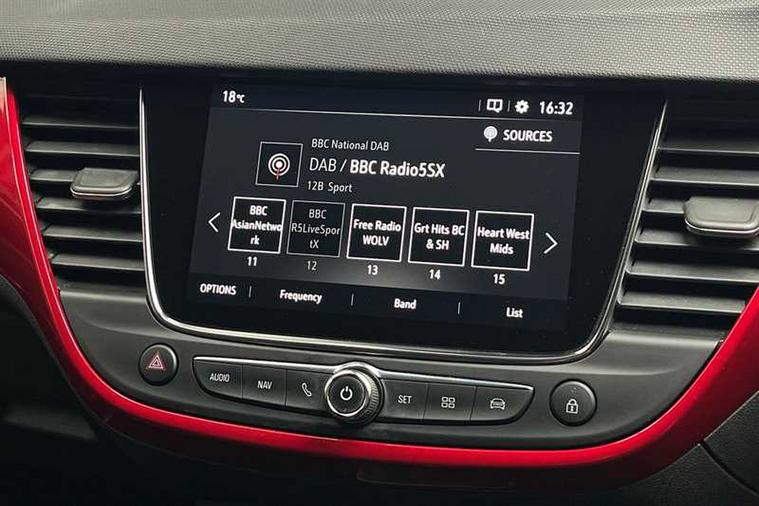 18°C
16:32
SOURCES
BBC National DAB
DAB / BBC Radio5SX
12B Sport
BBC
AsianNetwo
rk
BBC
R5LiveSpor
tX
Free Radio
WOLV
Grt Hits BC
& SH
Heart West
Mids
11
12
13
14
15
OPTIONS
Frequency
Band
List
AUDIO
NAV
SET